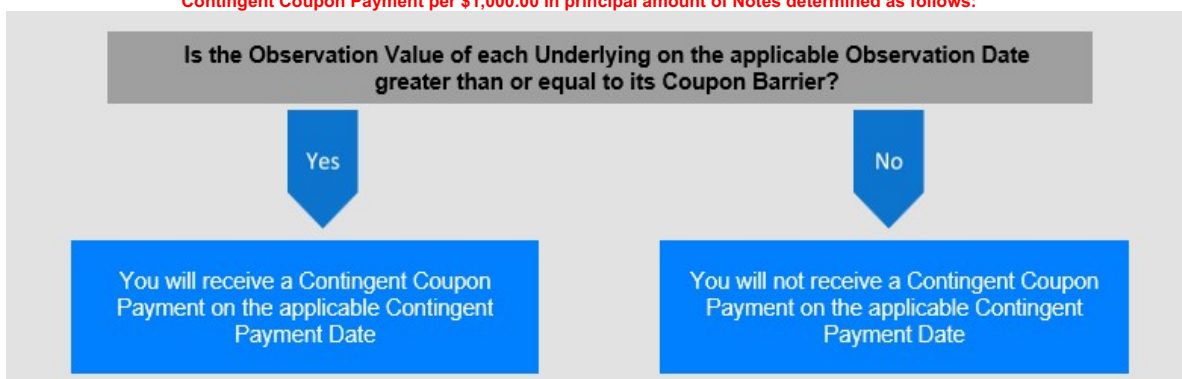 Contingent Coupon Payment per $1,000.00 in principal amount of Notes determined as follows:
Is the Observation Value of each Underlying on the applicable Observation Date
greater than or equal to its Coupon Barrier?
Yes
No
You will receive a Contingent Coupon
Payment on the applicable Contingent
Payment Date
You will not receive a Contingent Coupon
Payment on the applicable Contingent
Payment Date